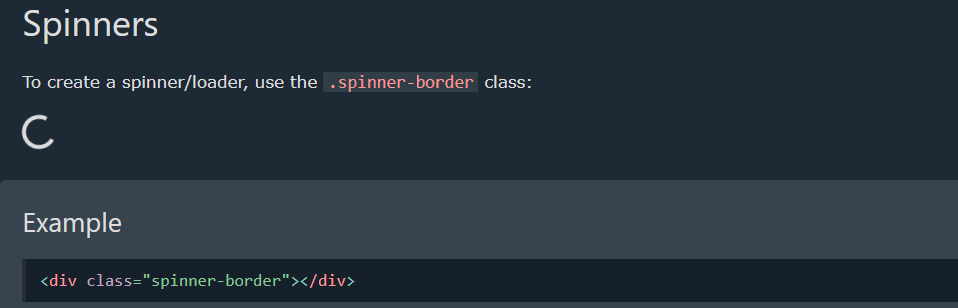 Spinners
To create a spinner/loader, use the .spinner-border class:
Example
<div class="spinner-border"></div>